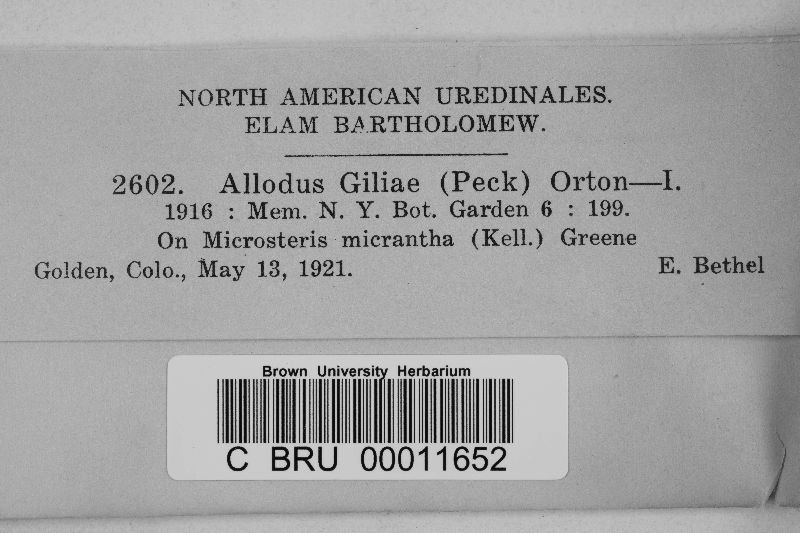 NORTH AMERICAN UREDINALES.
ELAM BARTHOLOMEW.
2602. Allodus Giliae (Peck) Orton—I.
1916 : Mem. N. Y. Bot. Garden 6 : 199.
On Microsteris micrantha (Kell.) Greene
Golden, Colo., May 13, 1921. E. Bethel
Brown University Herbarium
C BRU 00011652